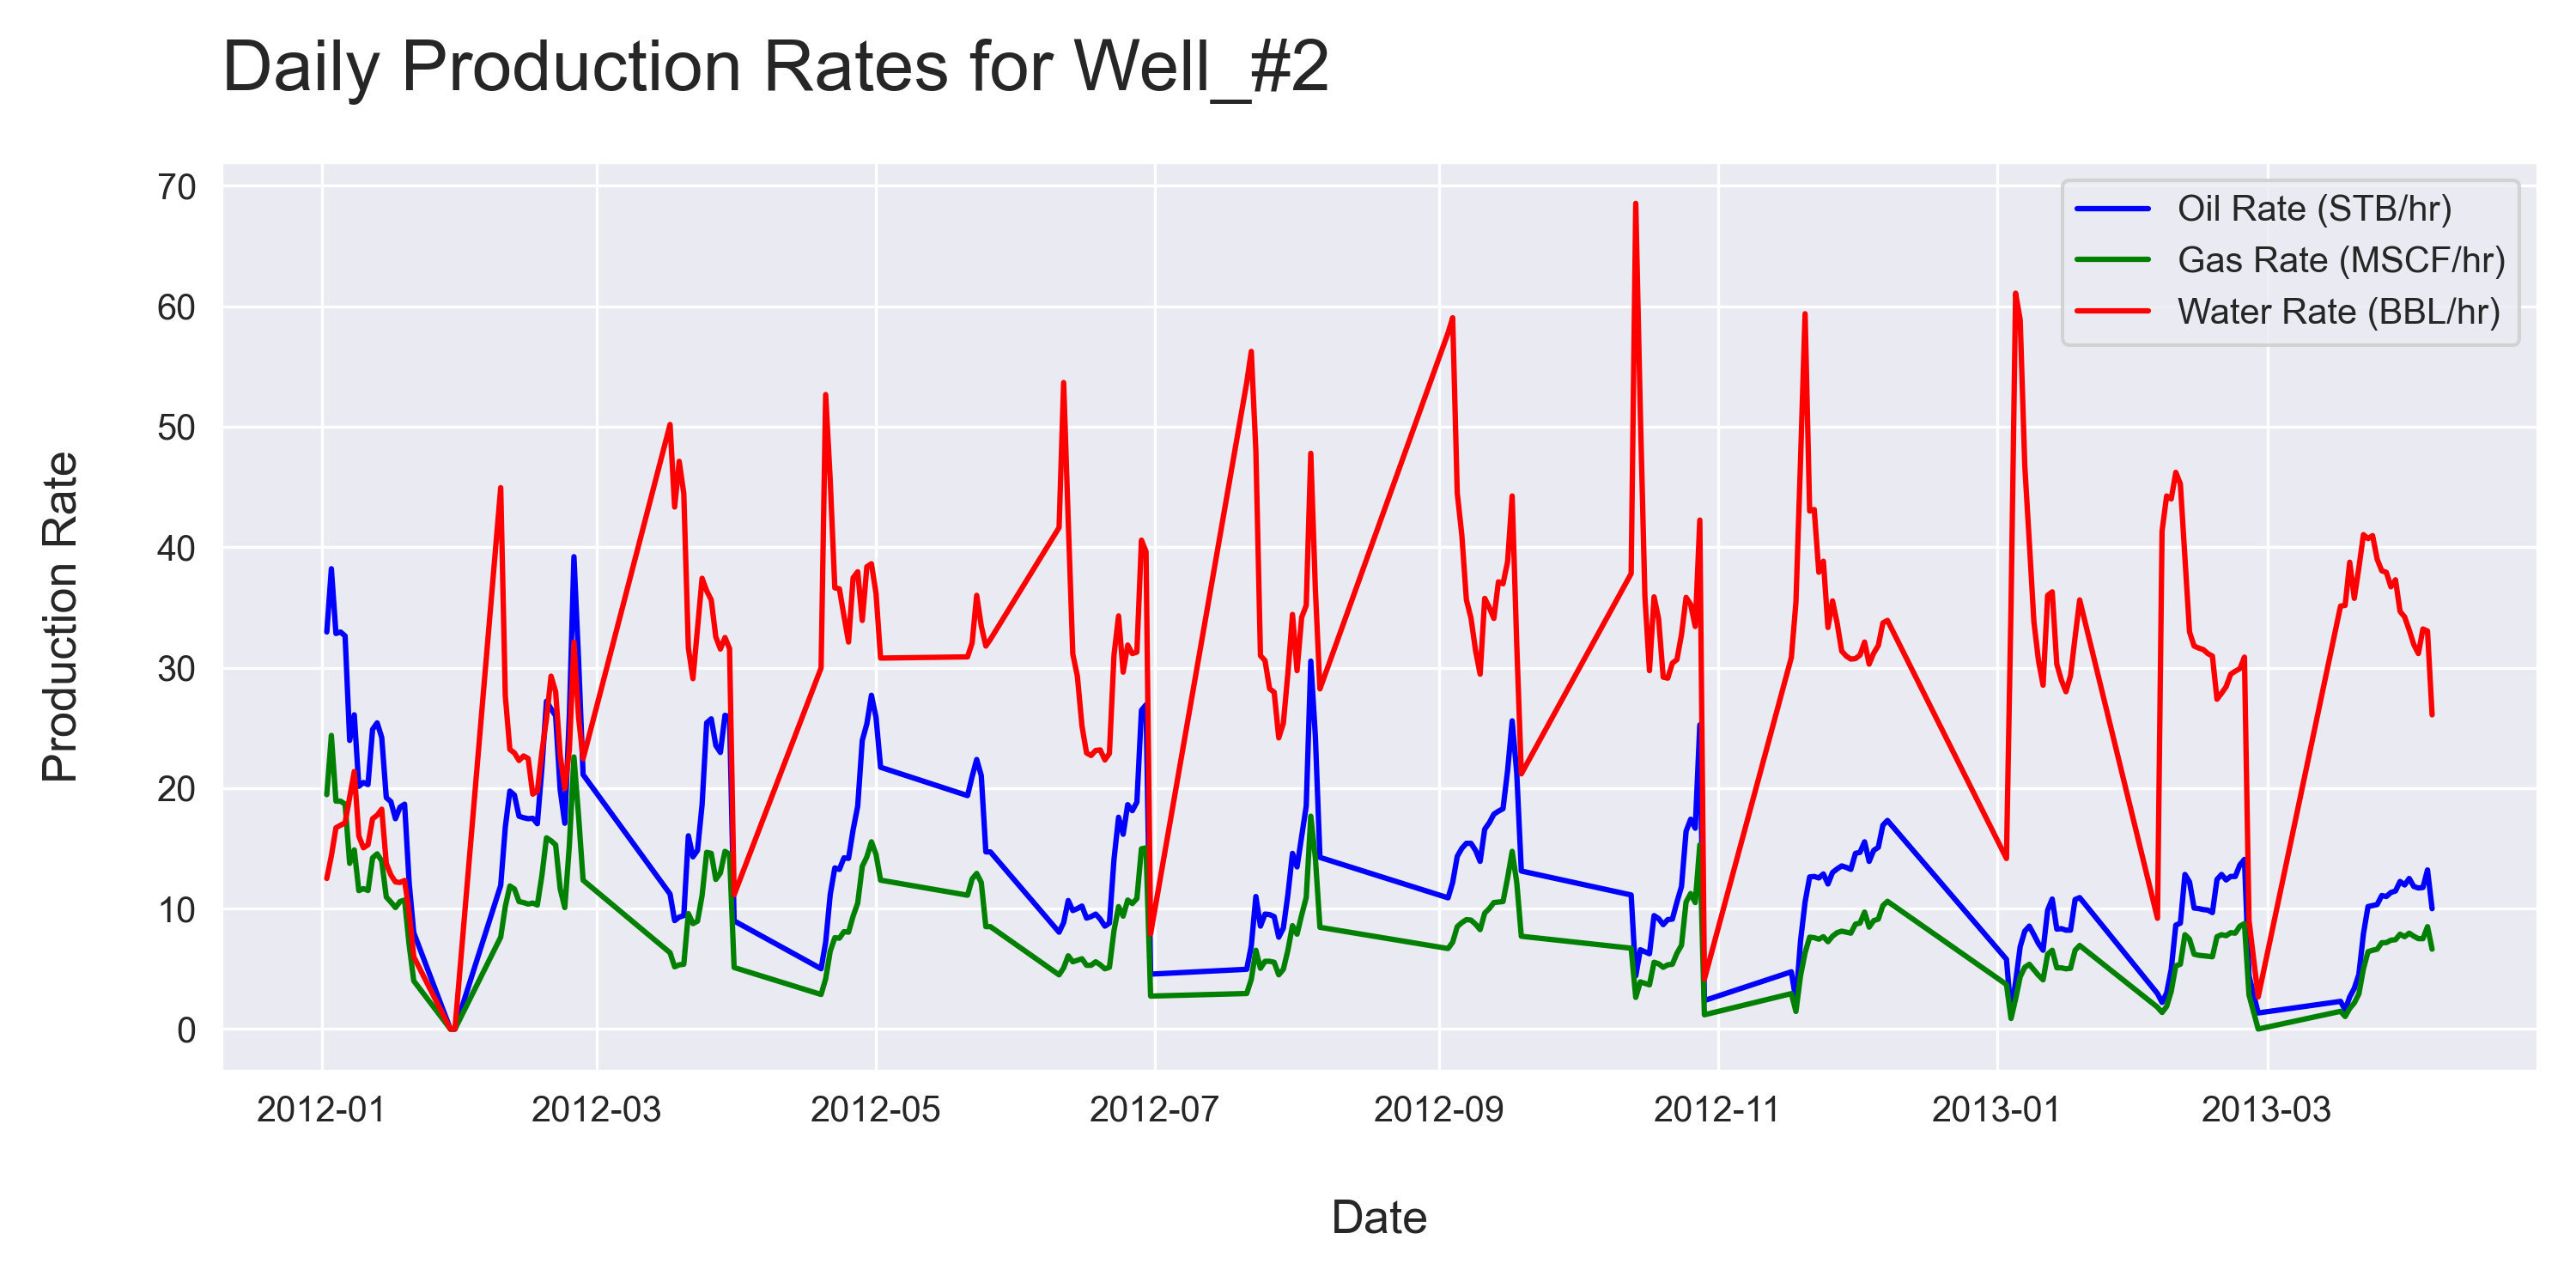 Daily Production Rates for Well_#2
70
60
50
40
30
20
10
0
Production Rate
Oil Rate (STB/hr)
Gas Rate (MSCF/hr)
Water Rate (BBL/hr)
2012-01 2012-03 2012-05 2012-07 2012-09 2012-11 2013-01 2013-03
Date